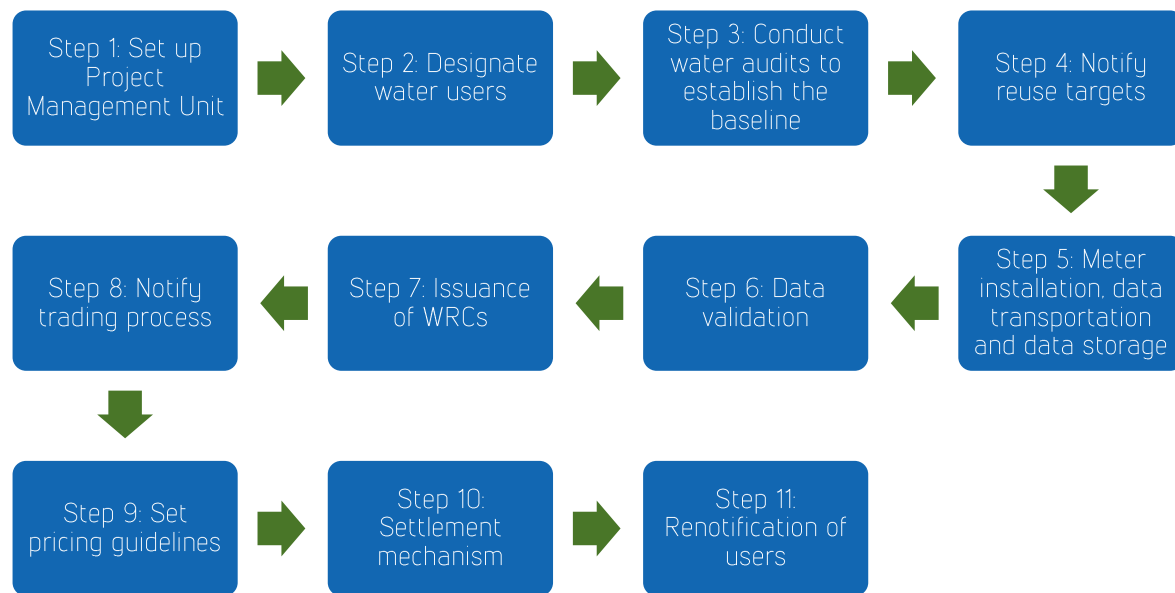 Step 1: Set up
Project
Management Unit
Step 2: Designate
water users
Step 3: Conduct
water audits to
establish the
baseline
Step 4: Notify
reuse targets
Step 5: Meter
installation, data
transportation
and data storage
Step 6: Data
validation
Step 7: Issuance
of WRCs
Step 8: Notify
trading process
Step 9: Set
pricing guidelines
Step 10:
Settlement
mechanism
Step 11:
Renotification of
users